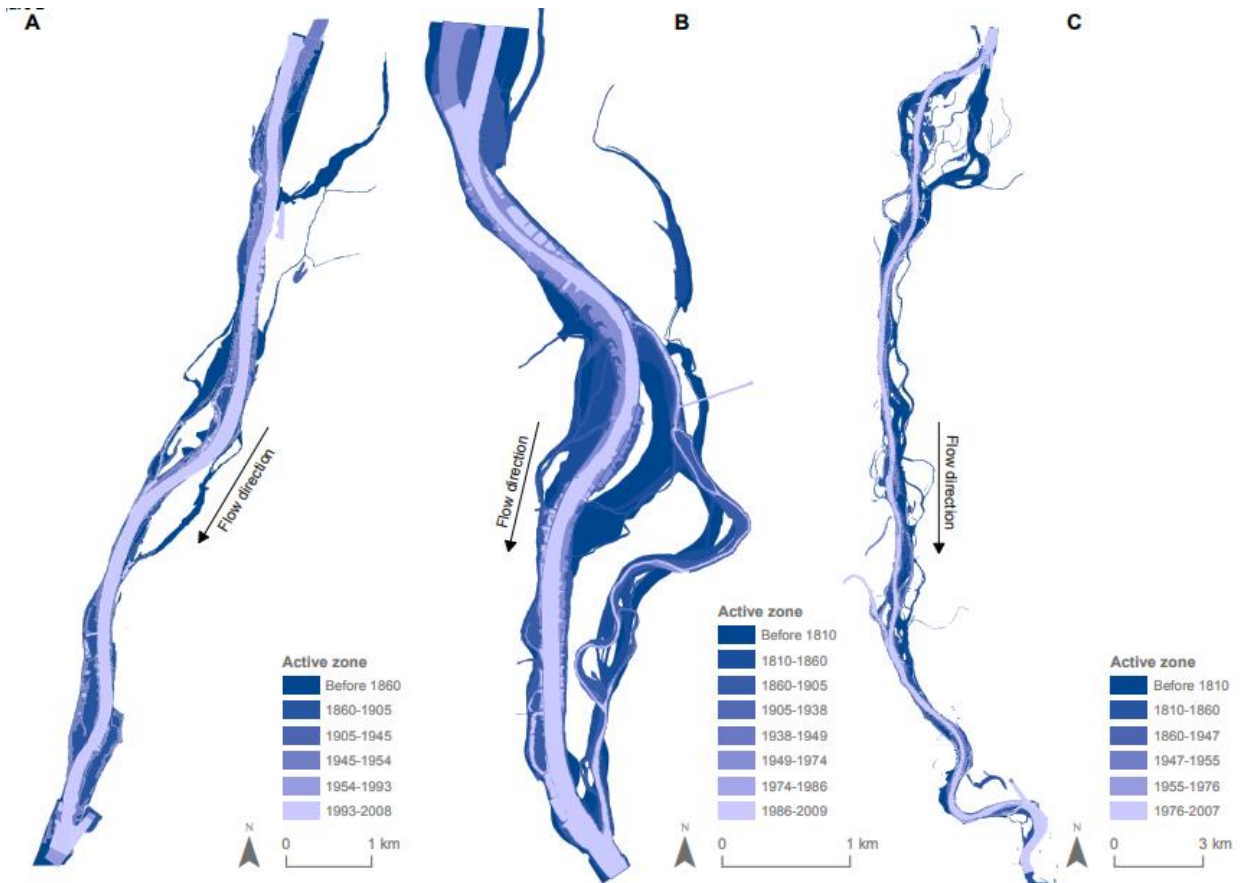 A
B
C
Flow direction
Flow direction
Flow direction
Active zone
Before 1860
1860-1905
1905-1945
1945-1954
1954-1993
1993-2008
N
0 1 km
Active zone
Before 1810
1810-1860
1860-1905
1905-1938
1938-1949
1949-1974
1974-1986
1986-2009
N
0 1 km
Active zone
Before 1810
1810-1860
1860-1947
1947-1955
1955-1976
1976-2007
N
0 3 km